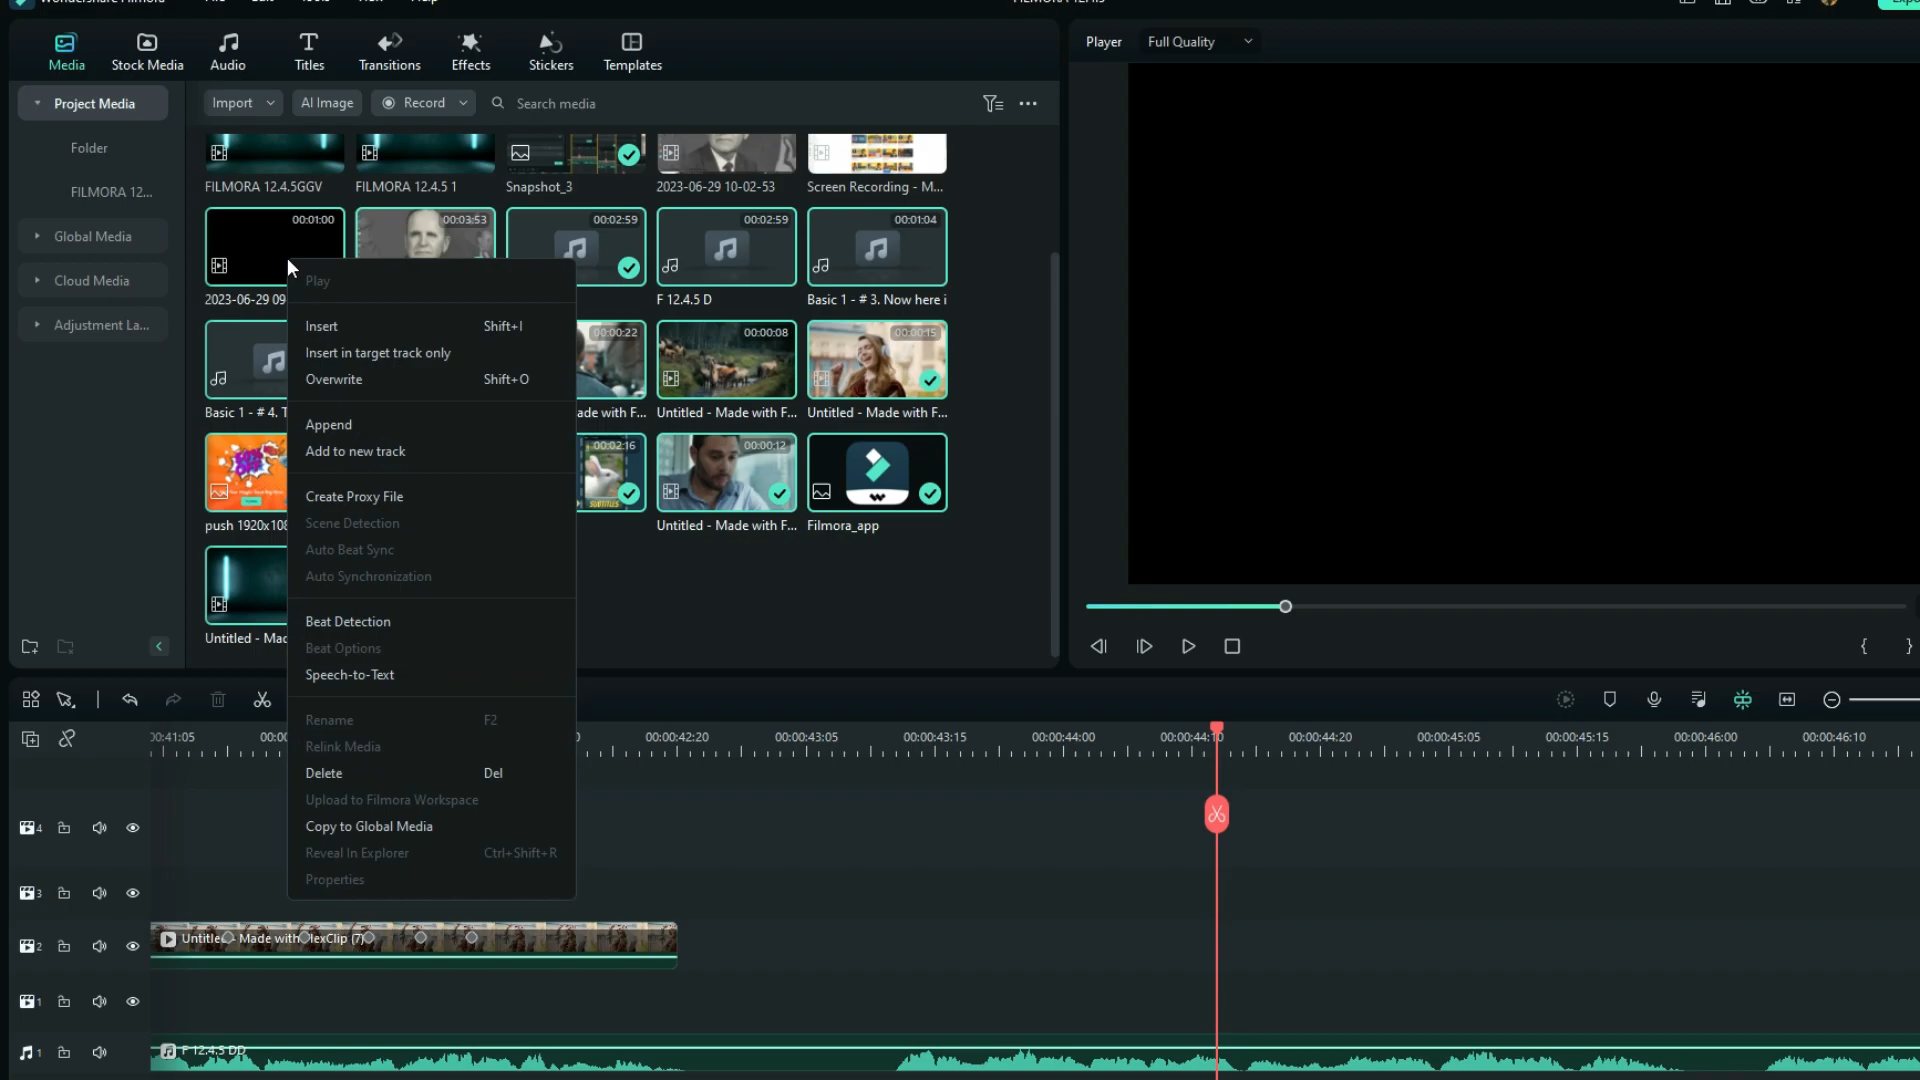 Wondershare Filmora
File
Edit
Tools
View
Help
Media
Stock Media
Audio
Titles
Transitions
Effects
Stickers
Templates
Player
Full Quality
Project Media
Import
AI Image
Record
Search media
Folder
FILMORA 12...
Global Media
Cloud Media
Adjustment La...
FILMORA 12.4.5GGV
FILMORA 12.4.5 1
Snapshot_3
2023-06-29 10-02-53
Screen Recording - M...
00:01:00
00:03:53
00:02:59
00:02:59
00:01:04
2023-06-29 09
F 12.4.5 D
Basic 1 - # 3. Now here i
00:00:22
00:00:08
00:00:15
Basic 1 - # 4. T
ade with F...
Untitled - Made with F...
Untitled - Made with F...
00:02:16
00:00:12
SUBTITLES
push 1920x108
Untitled - Made with F...
Filmora_app
Untitled - Mad
Play
Insert Shift+I
Insert in target track only
Overwrite Shift+O
Append
Add to new track
Create Proxy File
Scene Detection
Auto Beat Sync
Auto Synchronization
Beat Detection
Beat Options
Speech-to-Text
Rename F2
Relink Media
Delete Del
Upload to Filmora Workspace
Copy to Global Media
Reveal In Explorer Ctrl+Shift+R
Properties
00:41:05
00:00:42:20
00:00:43:05
00:00:43:15
00:00:44:00
00:00:44:10
00:00:44:20
00:00:45:05
00:00:45:15
00:00:46:00
00:00:46:10
4
3
2
Untitled - Made with FlexClip (7)
1
1
F 12.4.5 DD